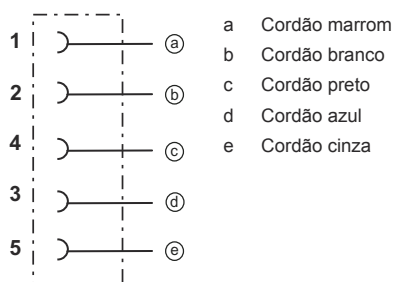 1 a
2 b
4 c
3 d
5 e
a Cordão marrom
b Cordão branco
c Cordão preto
d Cordão azul
e Cordão cinza